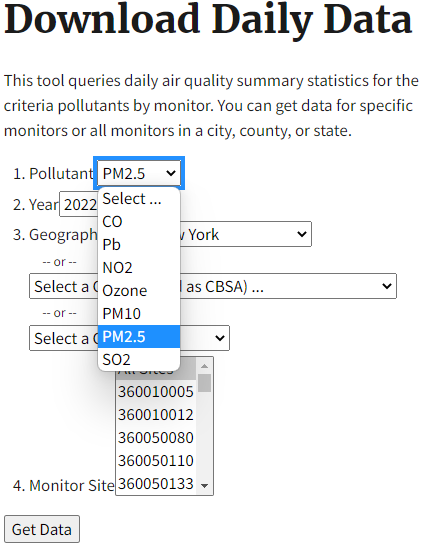 Download Daily Data
This tool queries daily air quality summary statistics for the
criteria pollutants by monitor. You can get data for specific
monitors or all monitors in a city, county, or state.
1. Pollutant PM2.5
Select ...
CO
Pb
NO2
Ozone
PM10
PM2.5
SO2
2. Year 2022
3. Geograph w York
-- or --
Select a C d as CBSA) ...
-- or --
Select a C
All Sites
360010005
360010012
360050080
360050110
360050133
4. Monitor Site
Get Data